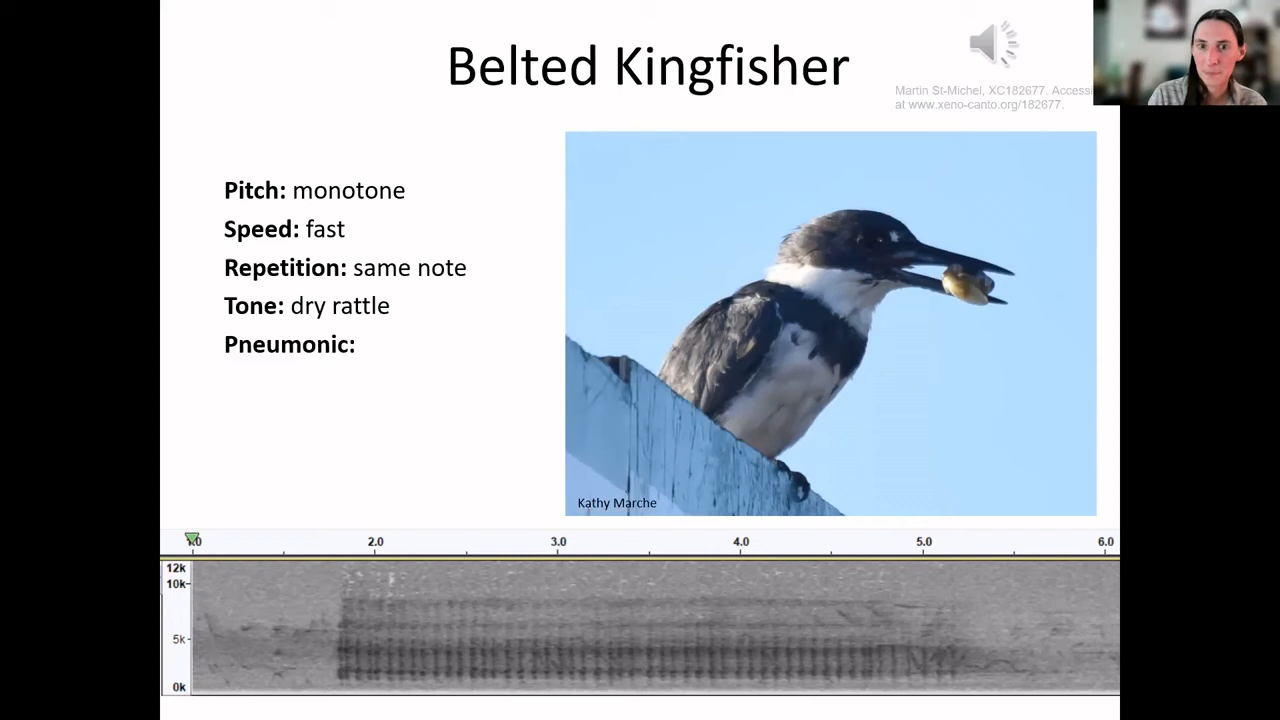 Belted Kingfisher
Martin St-Michel, XC182677. Accessi
at www.xeno-canto.org/182677.
Pitch: monotone
Speed: fast
Repetition: same note
Tone: dry rattle
Pneumonic:
Kathy Marche
2.0 3.0 4.0 5.0 6.0
12k
10k
5k
0k